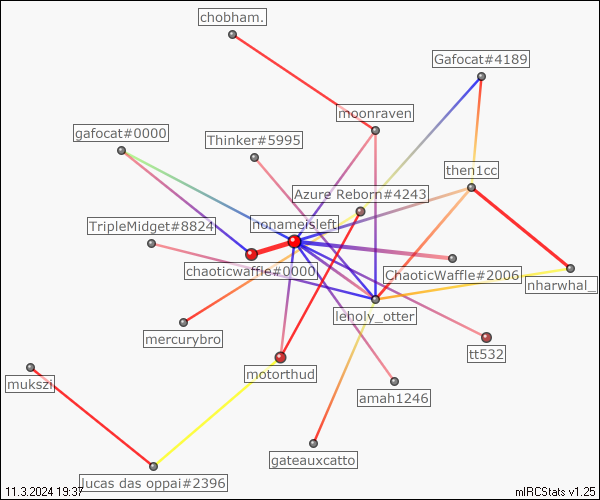 chobham.
Gafocat#4189
moonraven
gafocat#0000
Thinker#5995
then1cc
Azure Reborn#4243
TripleMidget#8824
nonameisleft
chaoticwaffle#0000
ChaoticWaffle#2006
nharwhal_
leholy_otter
mercurybro
tt532
motorthud
mukszi
amah1246
gateauxcatto
lucas das oppai#2396
11.3.2024 19:37
mIRCStats v1.25